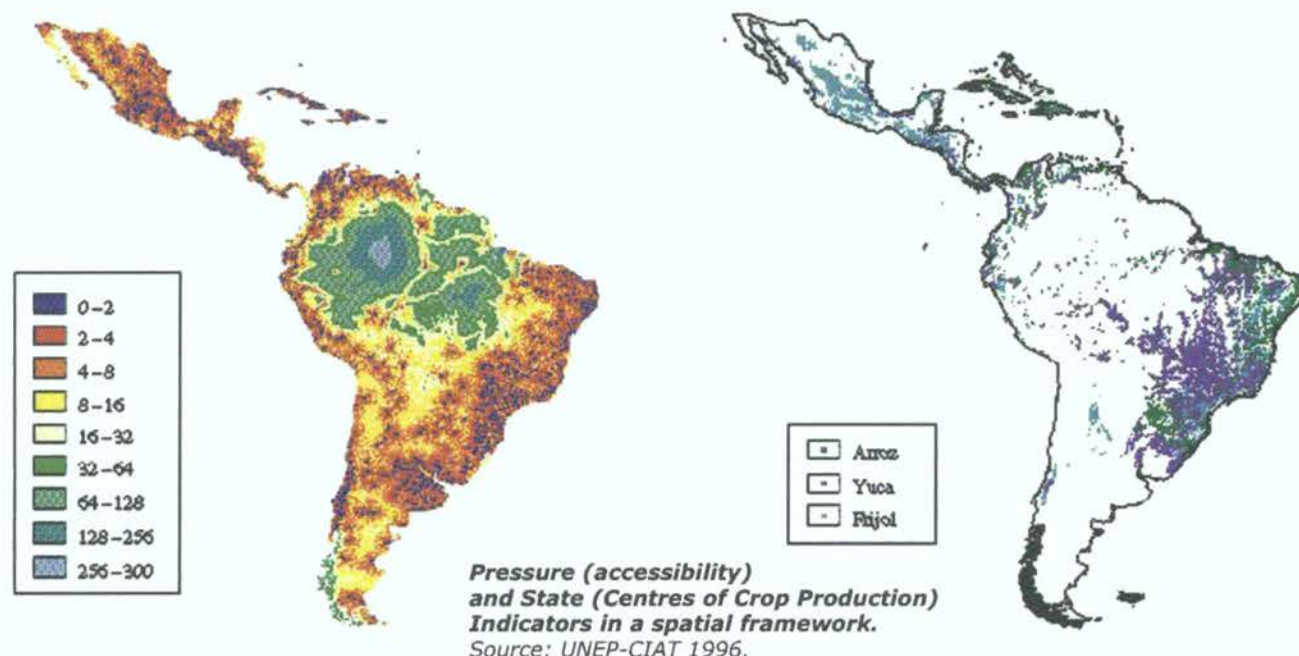 0-2
2-4
4-8
8-16
16-32
32-64
64-128
128-256
256-300
Arroz
Yuca
Frijol
Pressure (accessibility)
and State (Centres of Crop Production)
Indicators in a spatial framework.
Source: UNEP-CIAT 1996.